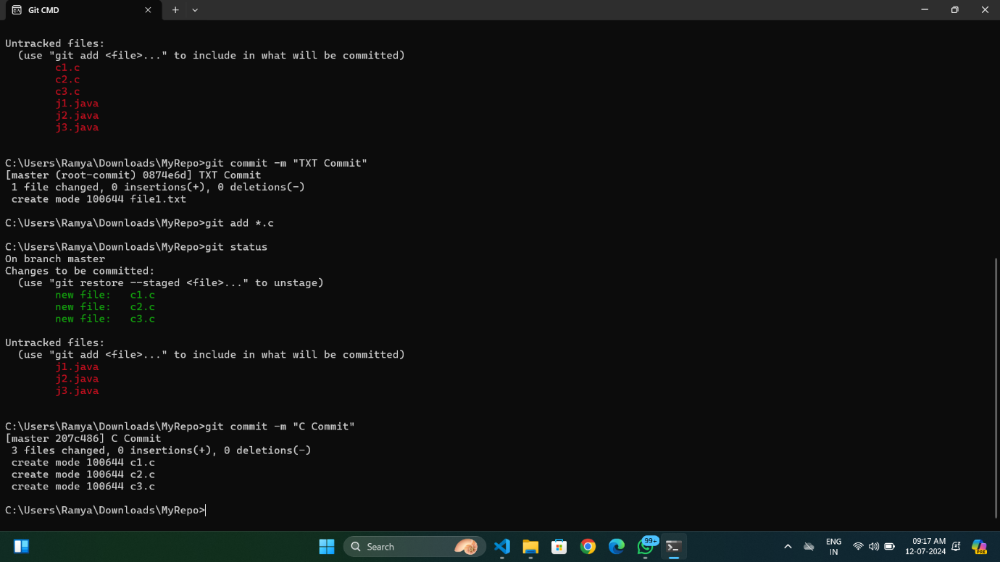 Git CMD
Untracked files:
  (use "git add <file>..." to include in what will be committed)
        c1.c
        c2.c
        c3.c
        j1.java
        j2.java
        j3.java
C:\Users\Ramya\Downloads\MyRepo>git commit -m "TXT Commit"
[master (root-commit) 0874e6d] TXT Commit
 1 file changed, 0 insertions(+), 0 deletions(-)
 create mode 100644 file1.txt
C:\Users\Ramya\Downloads\MyRepo>git add *.c
C:\Users\Ramya\Downloads\MyRepo>git status
On branch master
Changes to be committed:
  (use "git restore --staged <file>..." to unstage)
        new file:   c1.c
        new file:   c2.c
        new file:   c3.c
Untracked files:
  (use "git add <file>..." to include in what will be committed)
        j1.java
        j2.java
        j3.java
C:\Users\Ramya\Downloads\MyRepo>git commit -m "C Commit"
[master 207c486] C Commit
 3 files changed, 0 insertions(+), 0 deletions(-)
 create mode 100644 c1.c
 create mode 100644 c2.c
 create mode 100644 c3.c
C:\Users\Ramya\Downloads\MyRepo>
Search
99+
ENG
IN
09:17 AM
12-07-2024
PRE